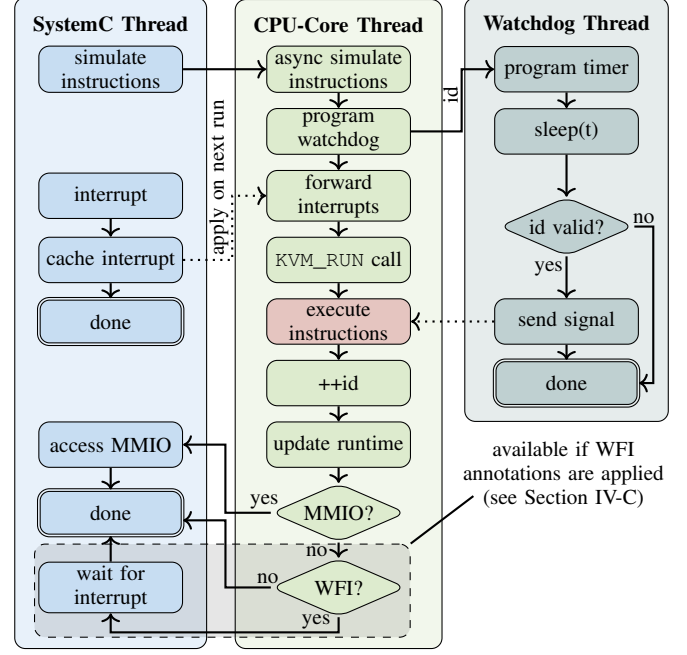 SystemC Thread
simulate
instructions
interrupt
cache interrupt
done
access MMIO
done
wait for
interrupt
apply on next run
CPU-Core Thread
async simulate
instructions
program
watchdog
forward
interrupts
KVM_RUN call
execute
instructions
++id
update runtime
MMIO?
yes
no
WFI?
no
yes
id
Watchdog Thread
program timer
sleep(t)
id valid?
no
yes
send signal
done
available if WFI
annotations are applied
(see Section IV-C)